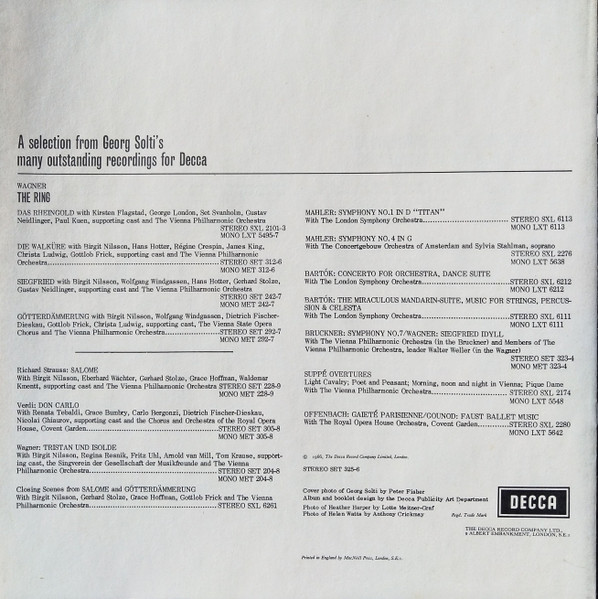 A selection from Georg Solti's
many outstanding recordings for Decca
WAGNER
THE RING
DAS RHEINGOLD with Kirsten Flagstad, George London, Set Svanholm, Gustav
Neidlinger, Paul Kuen, supporting cast and Vienna Philharmonic Orchestra
STEREO SXL 2101-3
MONO LXT 5495-7
DIE WALKÜRE with Birgit Nilsson, Hans Hotter, Régine Crespin, James King,
Christa Ludwig, Gottlob Frick, supporting cast and Vienna Philharmonic
Orchestra STEREO SET 312-6
MONO MET 312-6
SIEGFRIED with Birgit Nilsson, Wolfgang Windgassen, Hans Hotter, Gerhard Stolze,
Gustav Neidlinger, supporting cast and The Vienna Philharmonic Orchestra
STEREO SET 242-7
MONO MET 242-7
GÖTTERDÄMMERUNG with Birgit Nilsson, Wolfgang Windgassen, Dietrich Fischer-
Dieskau, Gottlob Frick, Christa Ludwig, supporting cast, The Vienna State Opera
Chorus and The Vienna Philharmonic Orchestra STEREO SET 292-7
MONO MET 292-7
Richard Strauss: SALOME
With Birgit Nilsson, Eberhard Wächter, Gerhard Stolze, Grace Hoffman, Waldemar
Kmentt, supporting cast and The Vienna Philharmonic Orchestra STEREO SET 228-9
MONO MET 228-9
Verdi: DON CARLO
With Renata Tebaldi, Grace Bumbry, Carlo Bergonzi, Dietrich Fischer-Dieskau,
Nicolai Ghiaurov, supporting cast and the Chorus and Orchestra of the Royal Opera
House, Covent Garden STEREO SET 305-8
MONO MET 305-8
Wagner: TRISTAN UND ISOLDE
With Birgit Nilsson, Regina Resnik, Fritz Uhl, Arnold van Mill, Tom Krause, support-
ing cast, the Singverein der Gesellschaft der Musikfreunde and The Vienna
Philharmonic Orchestra STEREO SET 204-8
MONO MET 204-8
Closing Scenes from SALOME and GÖTTERDÄMMERUNG
With Birgit Nilsson, Gerhard Stolze, Grace Hoffman, Gottlob Frick and The Vienna
Philharmonic Orchestra STEREO SXL 6261
MAHLER: SYMPHONY NO.1 IN D "TITAN"
With The London Symphony Orchestra STEREO SXL 6113
MONO LXT 6113
MAHLER: SYMPHONY NO.4 IN G
With The Concertgebouw Orchestra of Amsterdam and Sylvia Stahlman, soprano
STEREO SXL 2276
MONO LXT 5638
BARTÓK: CONCERTO FOR ORCHESTRA, DANCE SUITE
With The London Symphony Orchestra STEREO SXL 6212
MONO LXT 6212
BARTÓK: THE MIRACULOUS MANDARIN-SUITE, MUSIC FOR STRINGS, PERCUS-
SION & CELESTA
With The London Symphony Orchestra STEREO SXL 6111
MONO LXT 6111
BRUCKNER: SYMPHONY NO.7/WAGNER: SIEGFRIED IDYLL
With The Vienna Philharmonic Orchestra (in the Bruckner) and Members of The
Vienna Philharmonic Orchestra, leader Walter Weller (in the Wagner)
STEREO SET 323-4
MONO MET 323-4
SUPPÉ OVERTURES
Light Cavalry; Poet and Peasant; Morning, noon and night in Vienna; Pique Dame
With The Vienna Philharmonic Orchestra STEREO SXL 2174
MONO LXT 5548
OFFENBACH: GAIETÉ PARISIENNE/GOUNOD: FAUST BALLET MUSIC
With The Royal Opera House Orchestra, Covent Garden STEREO SXL 2280
MONO LXT 5642
© 1966, The Decca Record Company Limited, London.
STEREO SET 325-6
Cover photo of Georg Solti by Peter Fisher
Album and booklet design by the Decca Publicity Art Department
Photo of Heather Harper by Lotte Meitner-Graf
Photo of Helen Watts by Anthony Crickmay
Regd. Trade Mark
DECCA
THE DECCA RECORD COMPANY LTD.,
ALBERT EMBANKMENT, LONDON, S.E.1
Printed in England by MacNeill Press, London, S.E.1